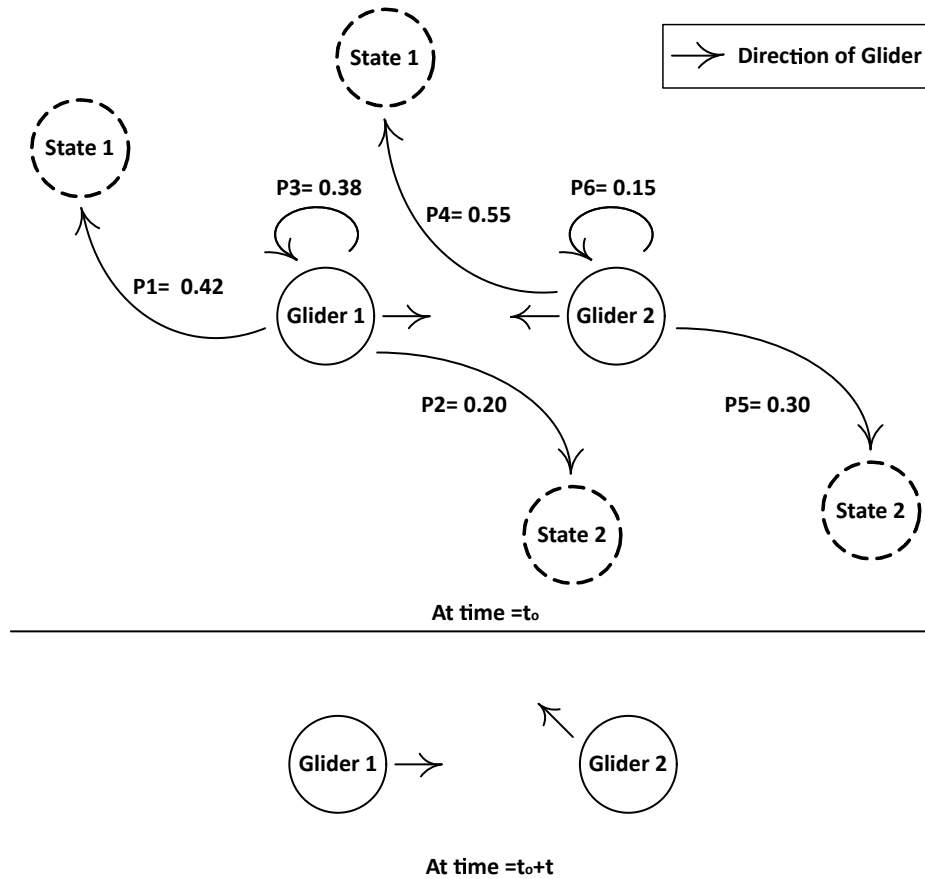 State 1
Direction of Glider
State 1
P3= 0.38
P6= 0.15
P4= 0.55
P1=  0.42
Glider 1
Glider 2
P2= 0.20
P5= 0.30
State 2
State 2
At time =tₒ
Glider 1
Glider 2
At time =tₒ+t